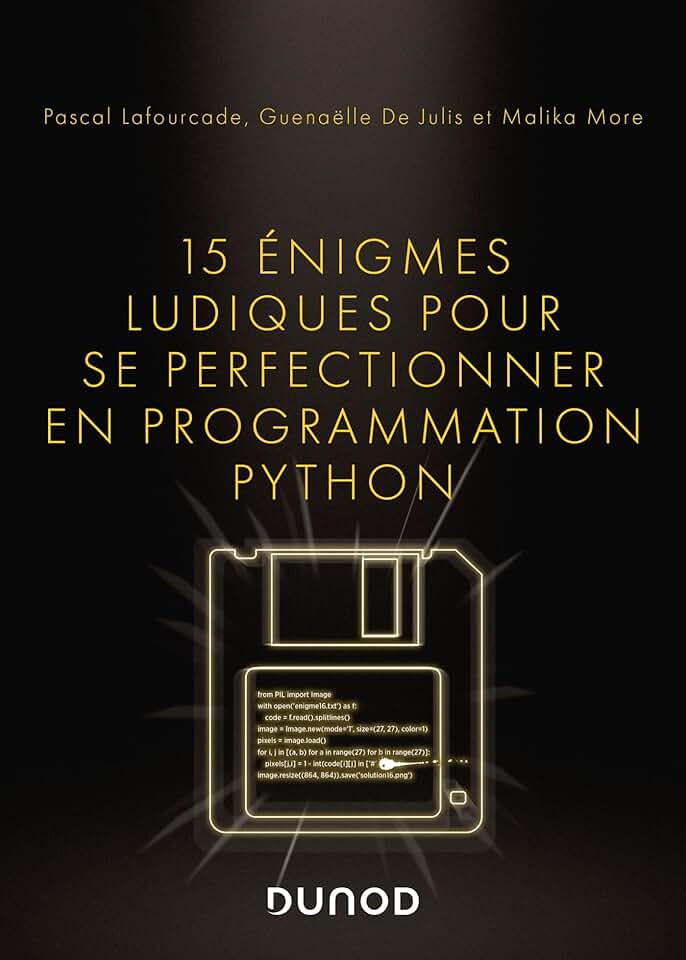 Pascal Lafourcade, Guenaëlle De Julis et Malika More
15 ÉNIGMES
LUDIQUES POUR
SE PERFECTIONNER
EN PROGRAMMATION
PYTHON
from PIL import Image
with open('enigme16.txt') as f:
code = f.read().splitlines()
image = Image.new(mode='1', size=(27, 27), color=1)
pixels = image.load()
for i, j in [(a, b) for a in range(27) for b in range(27)]:
pixels[j,i] = 1 - int(code[i][j] in ['#'
image.resize((864, 864)).save('solution16.png')
DUNOD